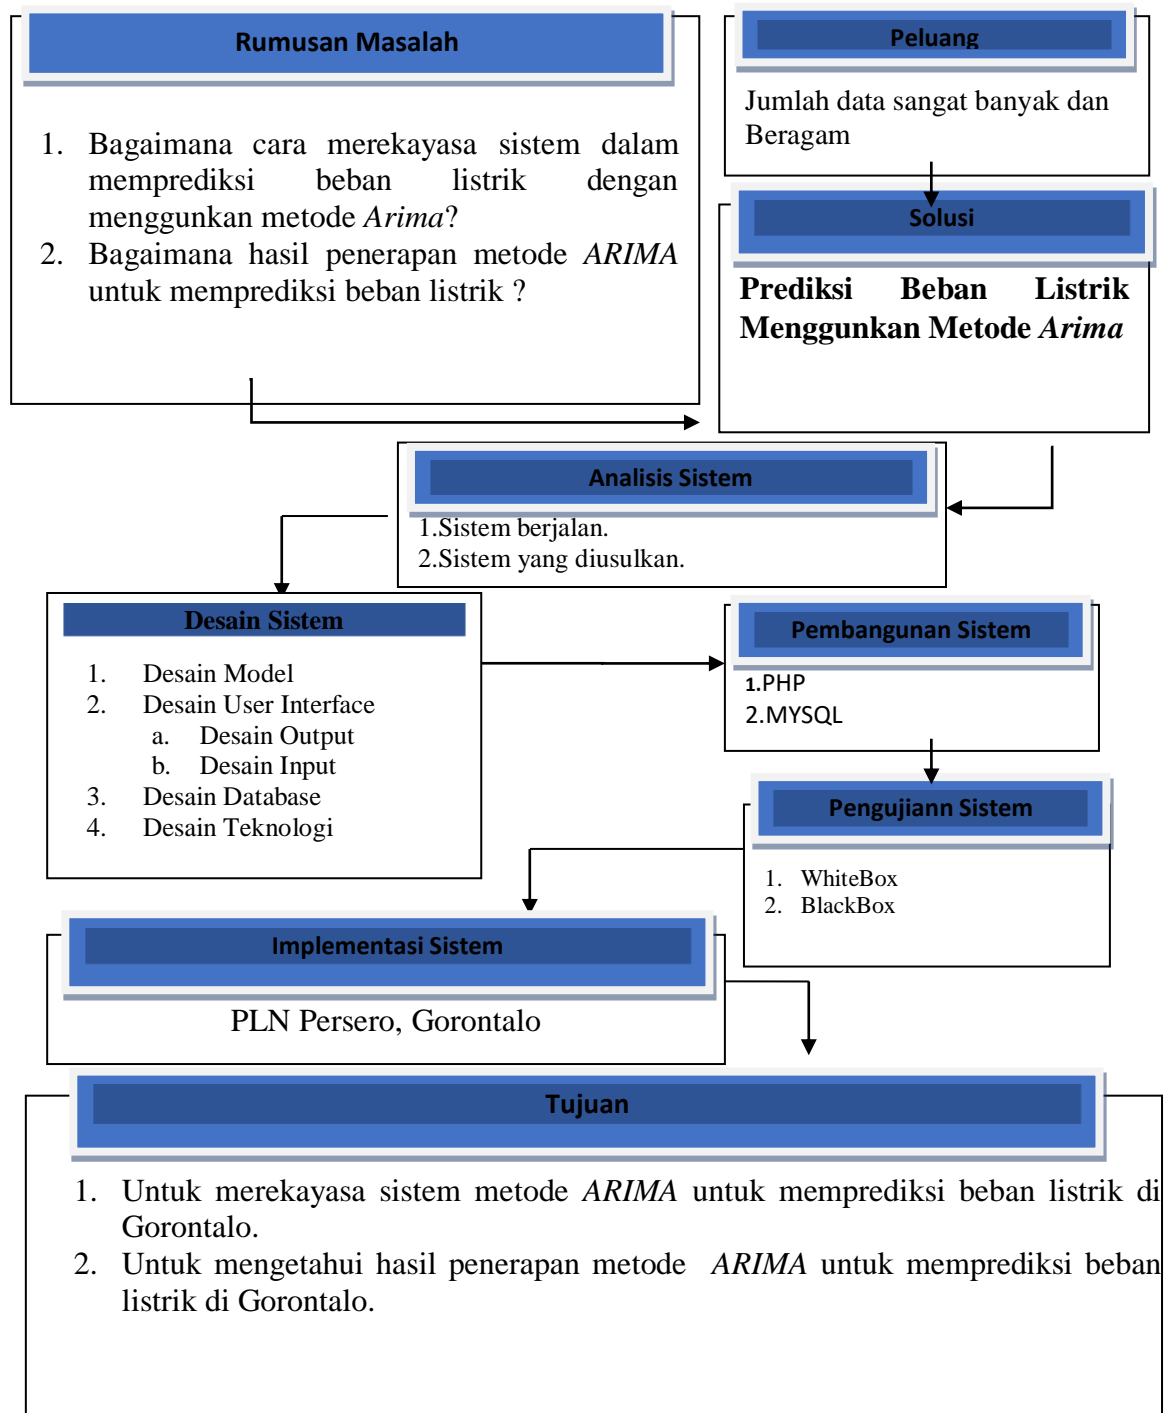 Rumusan Masalah
1. Bagaimana cara merekayasa sistem dalam
memprediksi beban listrik dengan
menggunkan metode Arima?
2. Bagaimana hasil penerapan metode ARIMA
untuk memprediksi beban listrik ?
Peluang
Jumlah data sangat banyak dan
Beragam
Solusi
Prediksi Beban Listrik
Menggunkan Metode Arima
Analisis Sistem
1.Sistem berjalan.
2.Sistem yang diusulkan.
Desain Sistem
1. Desain Model
2. Desain User Interface
a. Desain Output
b. Desain Input
3. Desain Database
4. Desain Teknologi
Pembangunan Sistem
1.PHP
2.MYSQL
Pengujiann Sistem
1. WhiteBox
2. BlackBox
Implementasi Sistem
PLN Persero, Gorontalo
Tujuan
1. Untuk merekayasa sistem metode ARIMA untuk memprediksi beban listrik di
Gorontalo.
2. Untuk mengetahui hasil penerapan metode ARIMA untuk memprediksi beban
listrik di Gorontalo.